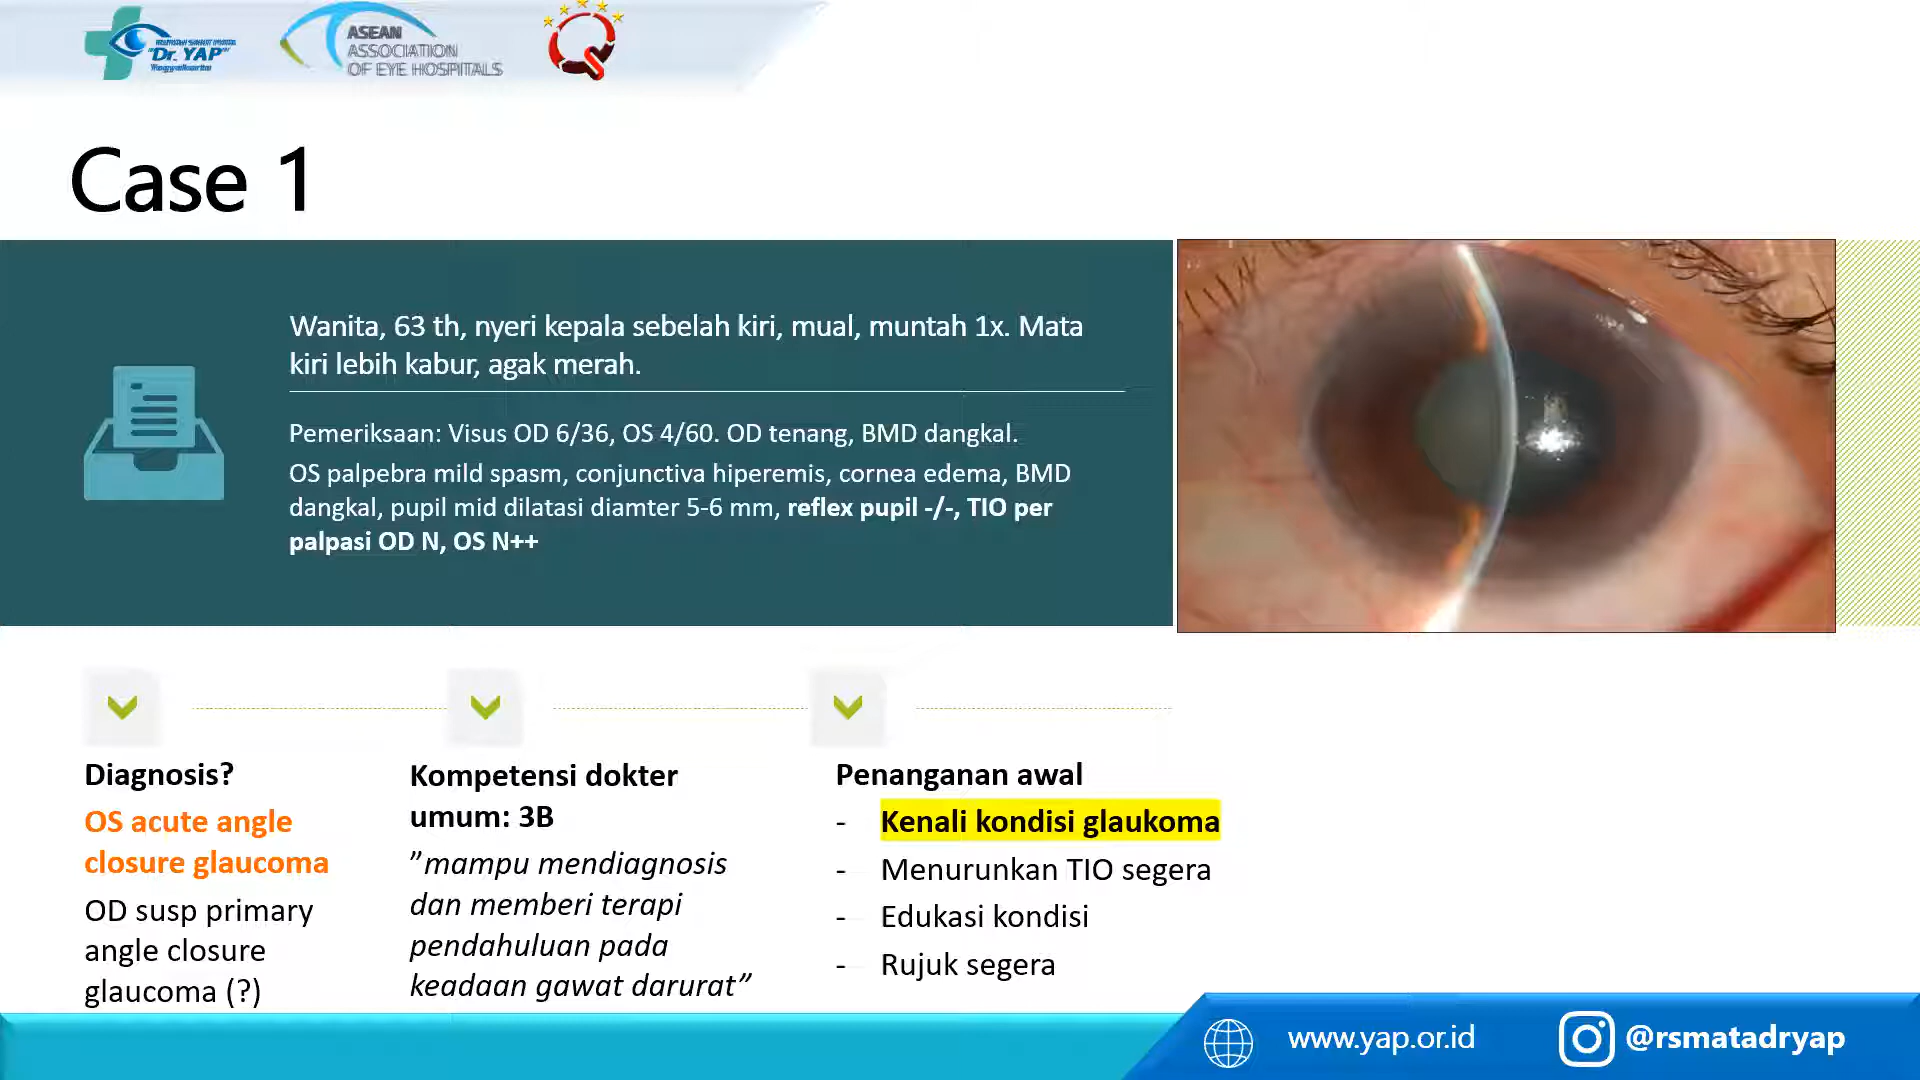 "Dr. YAP"
ASEAN
ASSOCIATION
OF EYE HOSPITALS
Case 1
Wanita, 63 th, nyeri kepala sebelah kiri, mual, muntah 1x. Mata
kiri lebih kabur, agak merah.
Pemeriksaan: Visus OD 6/36, OS 4/60. OD tenang, BMD dangkal.
OS palpebra mild spasm, conjunctiva hiperemis, cornea edema, BMD
dangkal, pupil mid dilatasi diamter 5-6 mm, reflex pupil -/-, TIO per
palpasi OD N, OS N++
Diagnosis?
OS acute angle
closure glaucoma
OD susp primary
angle closure
glaucoma (?)
Kompetensi dokter
umum: 3B
”mampu mendiagnosis
dan memberi terapi
pendahuluan pada
keadaan gawat darurat”
Penanganan awal
- Kenali kondisi glaukoma
- Menurunkan TIO segera
- Edukasi kondisi
- Rujuk segera
www.yap.or.id
@rsmatadryap